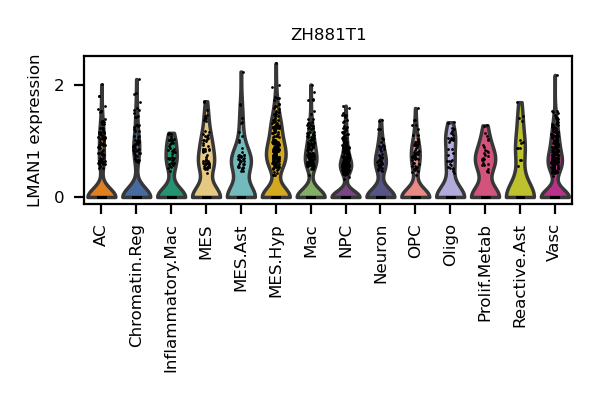 ZH881T1
LMAN1 expression
2
0
AC
Chromatin.Reg
Inflammatory.Mac
MES
MES.Ast
MES.Hyp
Mac
NPC
Neuron
OPC
Oligo
Prolif.Metab
Reactive.Ast
Vasc